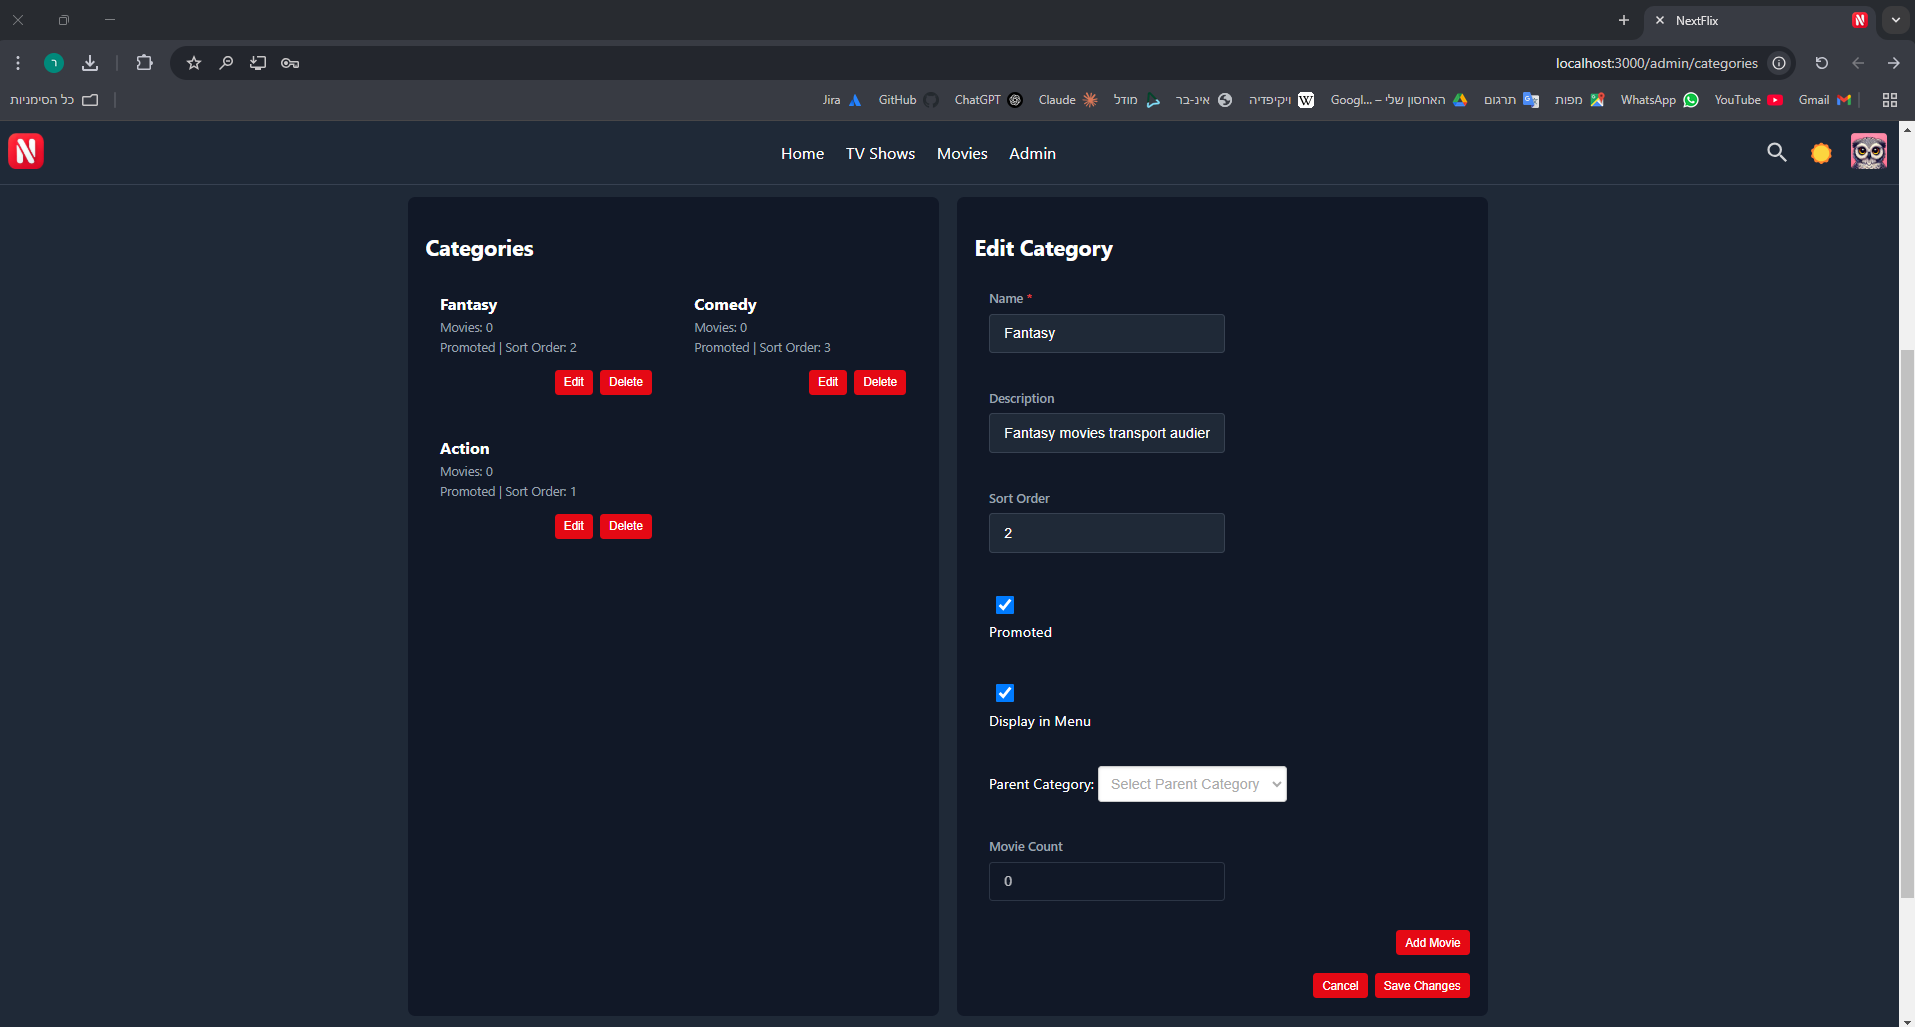 NextFlix
localhost:3000/admin/categories
כל הסימניות
Jira
GitHub
ChatGPT
Claude
מודל
אינ-בר
ויקיפדיה
האחסון שלי – Googl...
תרגום
מפות
WhatsApp
YouTube
Gmail
Home TV Shows Movies Admin
Categories
Fantasy
Movies: 0
Promoted | Sort Order: 2
Edit Delete
Comedy
Movies: 0
Promoted | Sort Order: 3
Edit Delete
Action
Movies: 0
Promoted | Sort Order: 1
Edit Delete
Edit Category
Name *
Fantasy
Description
Fantasy movies transport audier
Sort Order
2
Promoted
Display in Menu
Parent Category: Select Parent Category
Movie Count
0
Add Movie
Cancel Save Changes